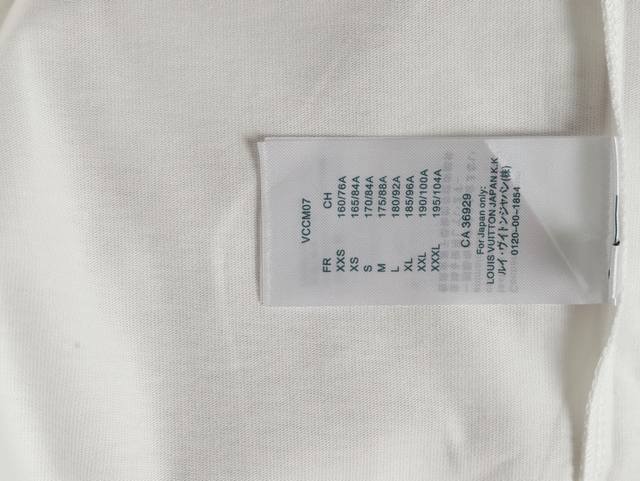 VCCM07
FR CH
XXS 160/76A
XS 165/84A
S 170/84A
M 175/88A
L 180/92A
XL 185/96A
XXL 190/100A
XXXL 195/104A
CA 36929
For Japan only:
LOUIS VUITTON JAPAN K.K
ルイ・ヴィトンジャパン(株)
0120-00-1854